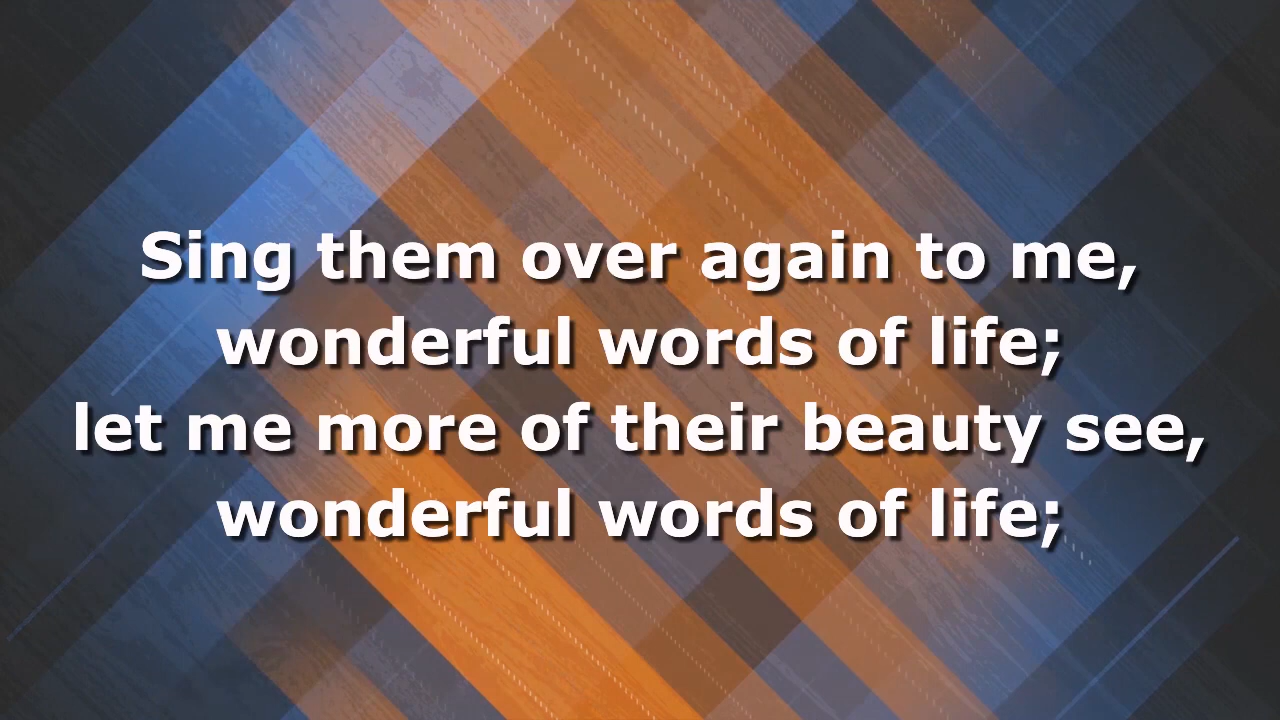 Sing them over again to me,
wonderful words of life;
let me more of their beauty see,
wonderful words of life;